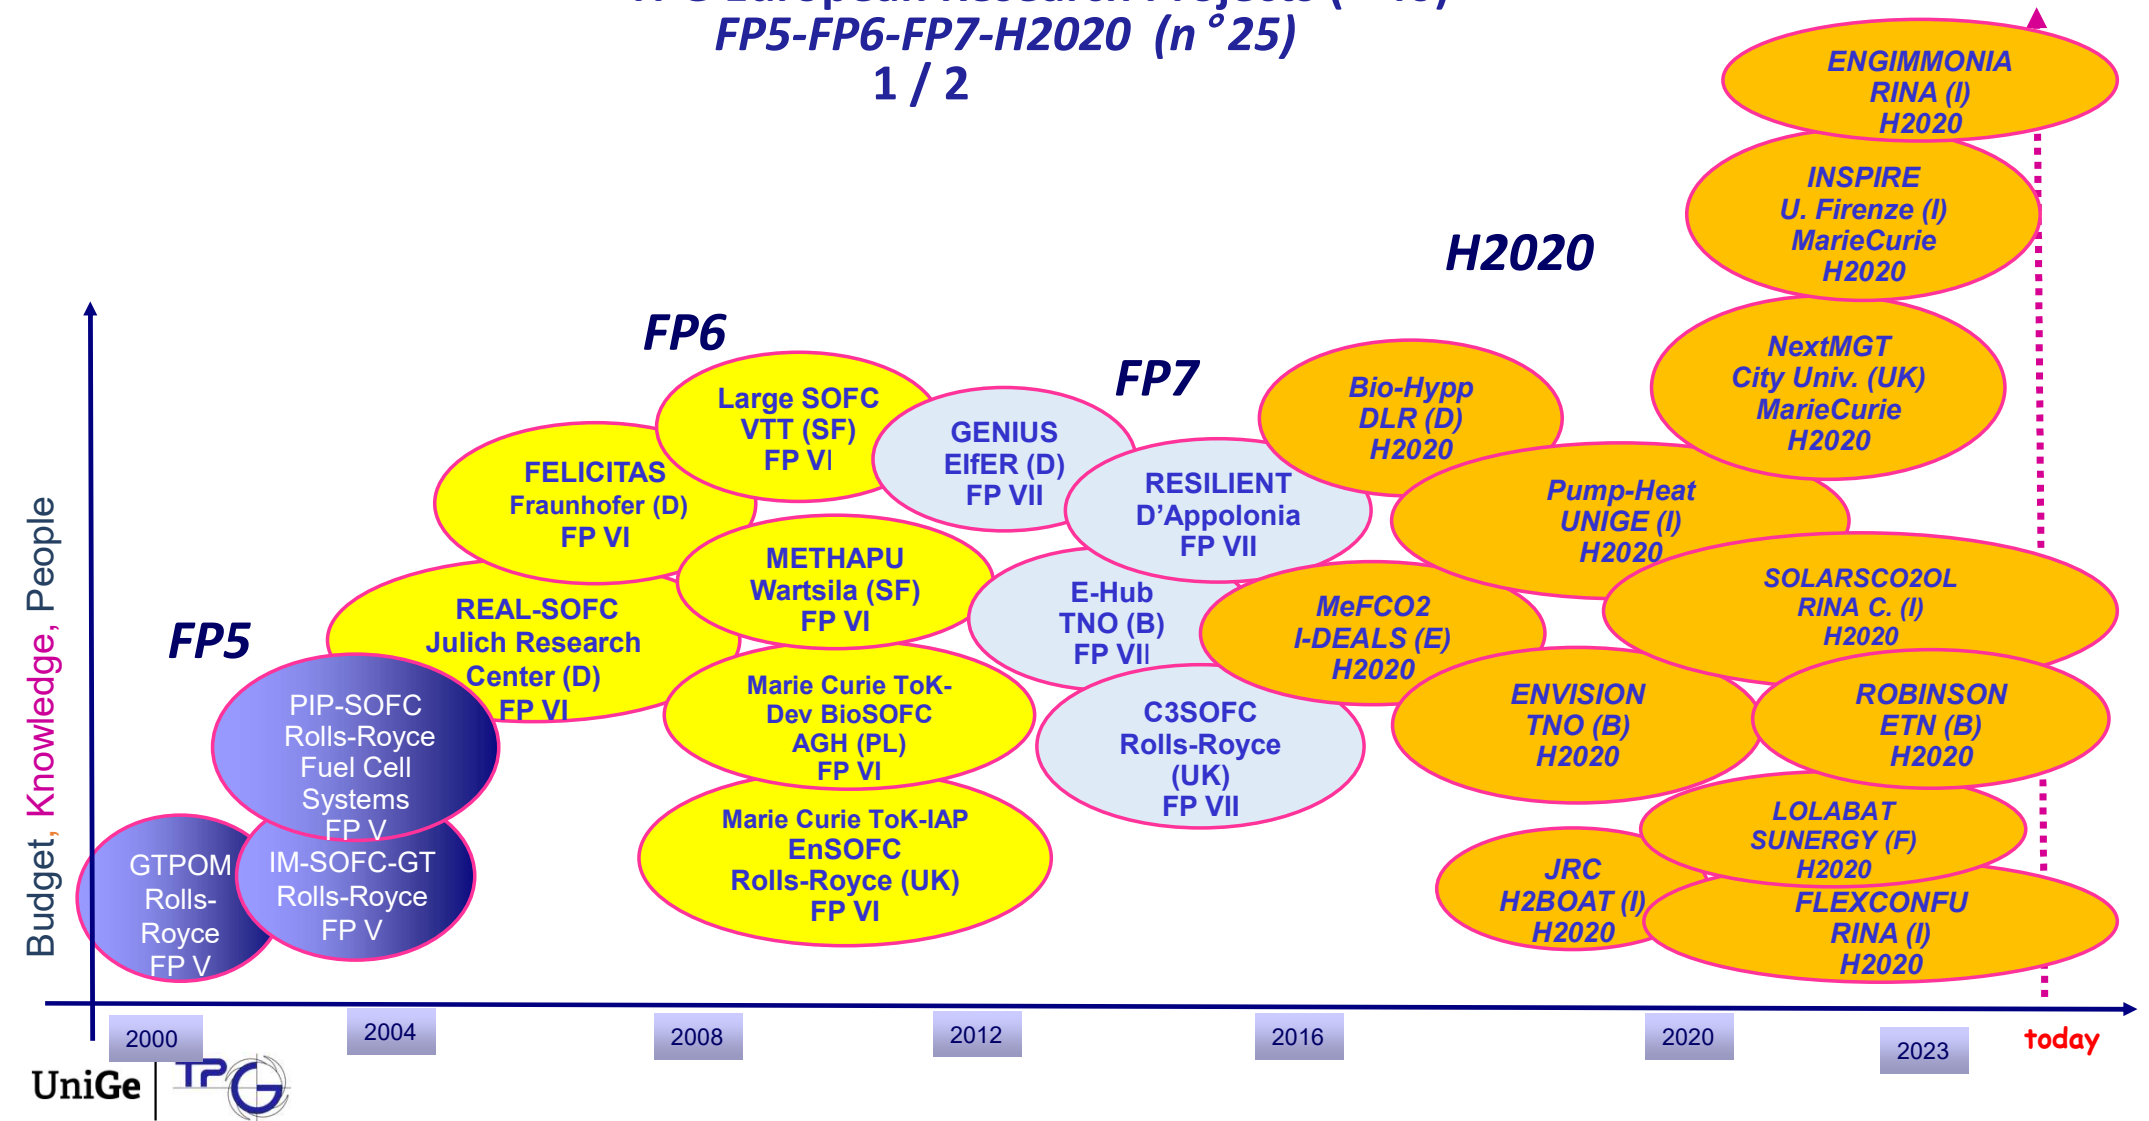 European Research Projects
FP5-FP6-FP7-H2020 (n°25)
1 / 2
ENGIMMONIA
RINA (I)
H2020
INSPIRE
U. Firenze (I)
MarieCurie
H2020
H2020
NextMGT
City Univ. (UK)
MarieCurie
H2020
FP6
FP7
Large SOFC
VTT (SF)
FP VI
GENIUS
EIfER (D)
FP VII
Bio-Hypp
DLR (D)
H2020
FELICITAS
Fraunhofer (D)
FP VI
RESILIENT
D’Appolonia
FP VII
Pump-Heat
UNIGE (I)
H2020
METHAPU
Wartsila (SF)
FP VI
E-Hub
TNO (B)
FP VII
MeFCO2
I-DEALS (E)
H2020
SOLARSCO2OL
RINA C. (I)
H2020
FP5
REAL-SOFC
Julich Research
Center (D)
FP VI
PIP-SOFC
Rolls-Royce
Fuel Cell
Systems
FP V
Marie Curie ToK-
Dev BioSOFC
AGH (PL)
FP VI
C3SOFC
Rolls-Royce
(UK)
FP VII
ENVISION
TNO (B)
H2020
ROBINSON
ETN (B)
H2020
GTPOM
Rolls-
Royce
FP V
IM-SOFC-GT
Rolls-Royce
FP V
Marie Curie ToK-IAP
EnSOFC
Rolls-Royce (UK)
FP VI
JRC
H2BOAT (I)
H2020
LOLABAT
SUNERGY (F)
H2020
FLEXCONFU
RINA (I)
H2020
Budget, Knowledge, People
2000
2004
2008
2012
2016
2020
2023
today
UniGe
TPG